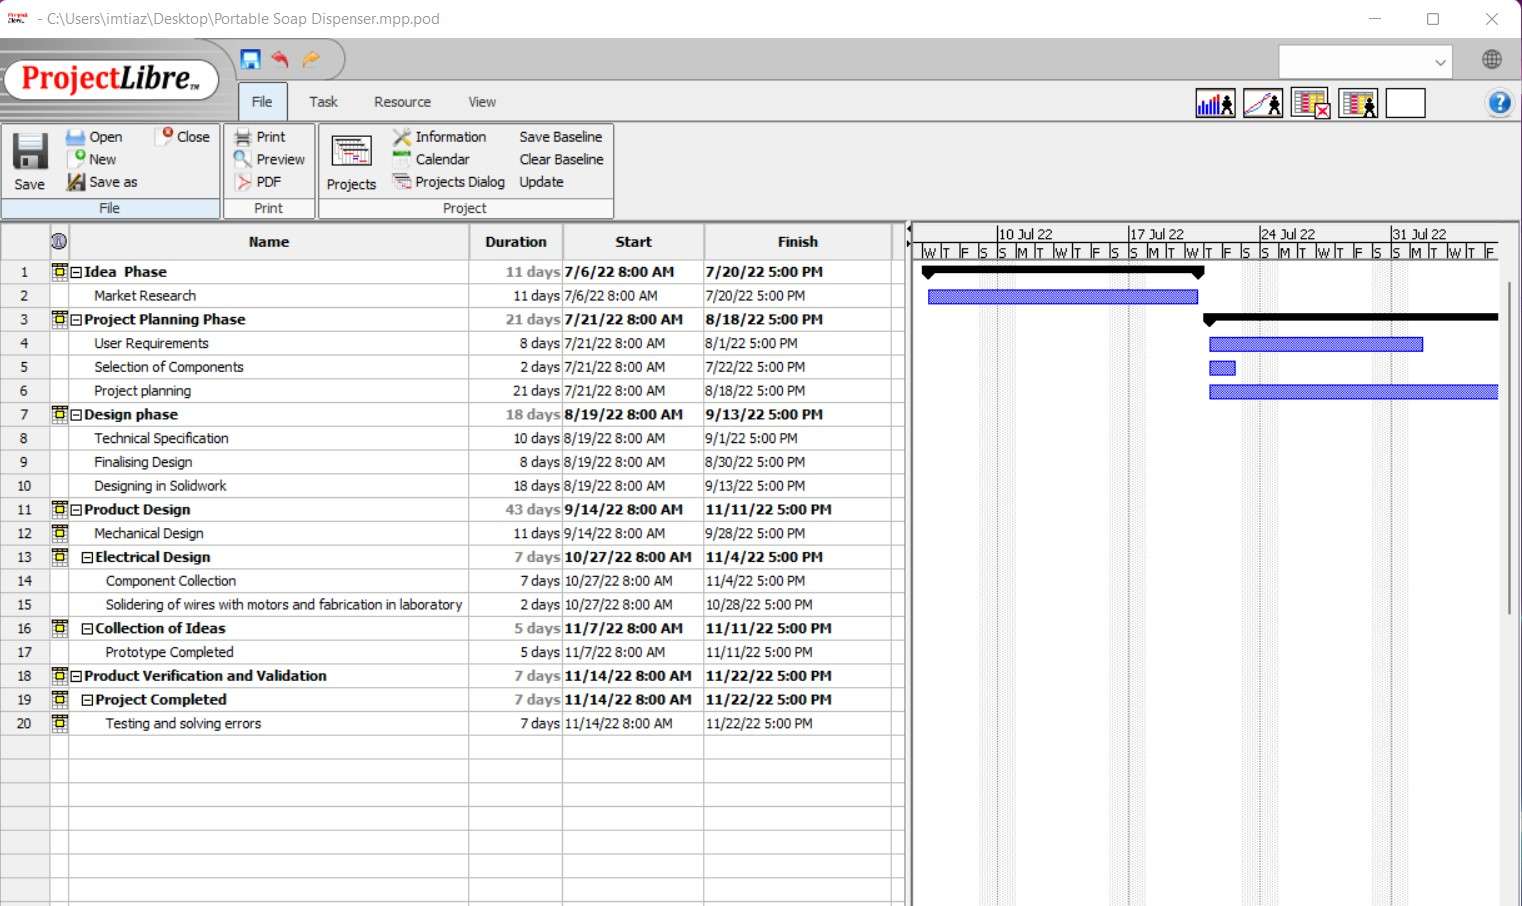 - C:\Users\imtiaz\Desktop\Portable Soap Dispenser.mpp.pod
ProjectLibre TM
File Task Resource View
Save Open New Save as Close
File
Print Preview PDF
Print
Projects Information Calendar Projects Dialog Save Baseline Clear Baseline Update
Project
Name Duration Start Finish
1 Idea Phase 11 days 7/6/22 8:00 AM 7/20/22 5:00 PM
2 Market Research 11 days 7/6/22 8:00 AM 7/20/22 5:00 PM
3 Project Planning Phase 21 days 7/21/22 8:00 AM 8/18/22 5:00 PM
4 User Requirements 8 days 7/21/22 8:00 AM 8/1/22 5:00 PM
5 Selection of Components 2 days 7/21/22 8:00 AM 7/22/22 5:00 PM
6 Project planning 21 days 7/21/22 8:00 AM 8/18/22 5:00 PM
7 Design phase 18 days 8/19/22 8:00 AM 9/13/22 5:00 PM
8 Technical Specification 10 days 8/19/22 8:00 AM 9/1/22 5:00 PM
9 Finalising Design 8 days 8/19/22 8:00 AM 8/30/22 5:00 PM
10 Designing in Solidwork 18 days 8/19/22 8:00 AM 9/13/22 5:00 PM
11 Product Design 43 days 9/14/22 8:00 AM 11/11/22 5:00 PM
12 Mechanical Design 11 days 9/14/22 8:00 AM 9/28/22 5:00 PM
13 Electrical Design 7 days 10/27/22 8:00 AM 11/4/22 5:00 PM
14 Component Collection 7 days 10/27/22 8:00 AM 11/4/22 5:00 PM
15 Solidering of wires with motors and fabrication in laboratory 2 days 10/27/22 8:00 AM 10/28/22 5:00 PM
16 Collection of Ideas 5 days 11/7/22 8:00 AM 11/11/22 5:00 PM
17 Prototype Completed 5 days 11/7/22 8:00 AM 11/11/22 5:00 PM
18 Product Verification and Validation 7 days 11/14/22 8:00 AM 11/22/22 5:00 PM
19 Project Completed 7 days 11/14/22 8:00 AM 11/22/22 5:00 PM
20 Testing and solving errors 7 days 11/14/22 8:00 AM 11/22/22 5:00 PM
10 Jul 22 17 Jul 22 24 Jul 22 31 Jul 22
W T F S S M T W T F S S M T W T F S S M T W T F S S M T W T F